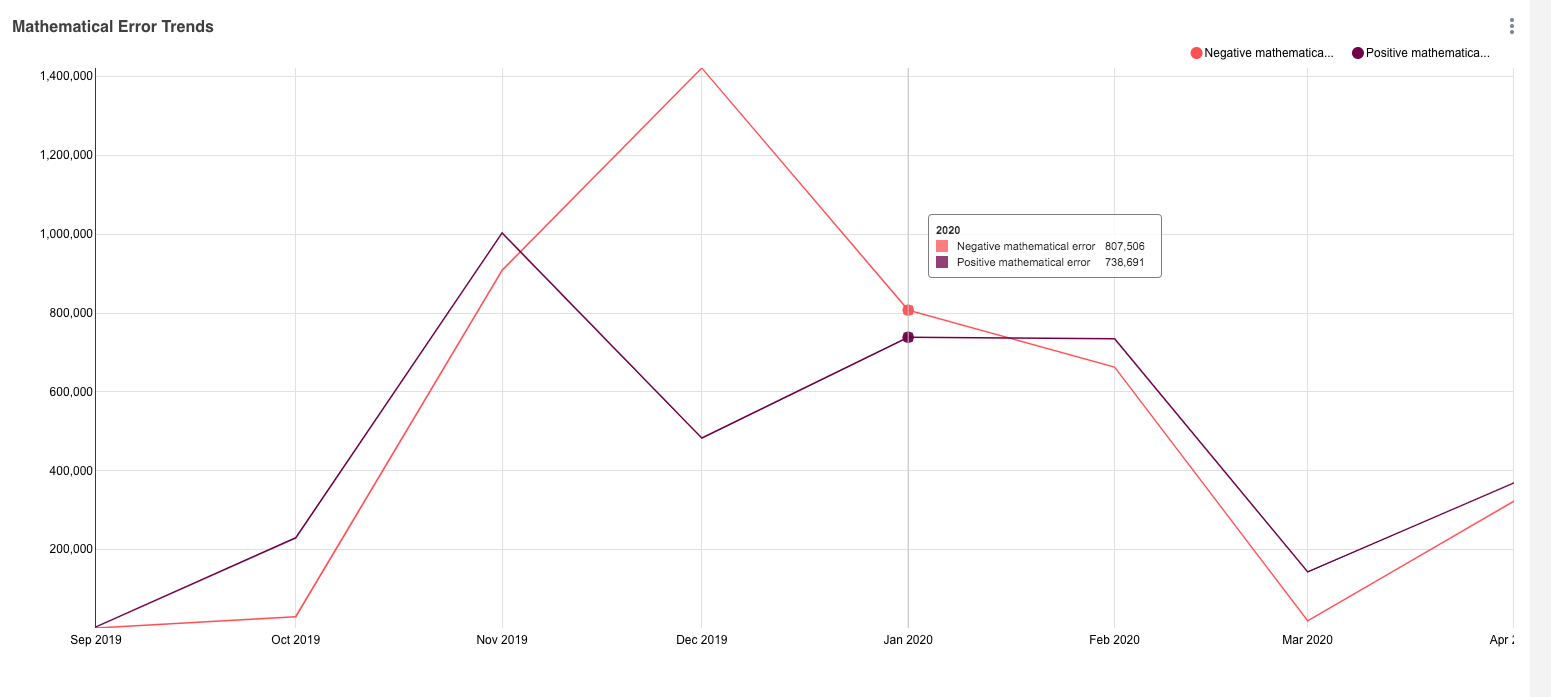 Mathematical Error Trends
Negative mathematica... Positive mathematica...
1,400,000
1,200,000
1,000,000
800,000
600,000
400,000
200,000
2020
Negative mathematical error 807,506
Positive mathematical error 738,691
Sep 2019 Oct 2019 Nov 2019 Dec 2019 Jan 2020 Feb 2020 Mar 2020 Apr